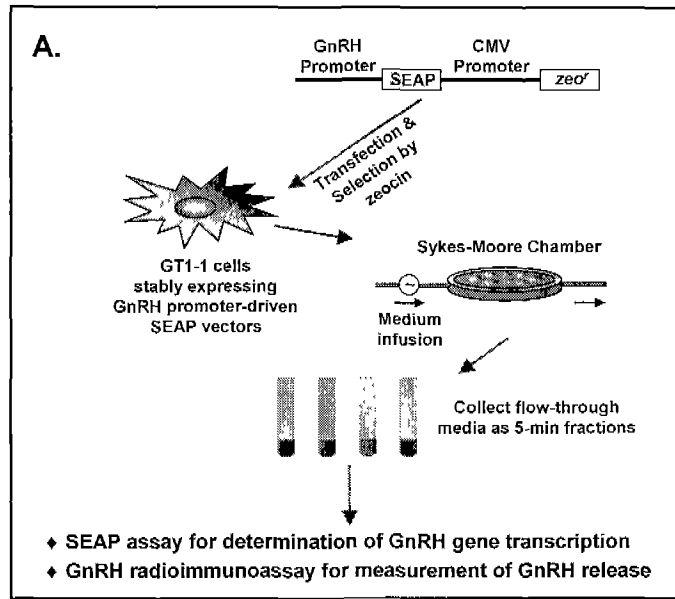 A.
GnRH Promoter
CMV Promoter
SEAP
zeoʳ
Transfection &
Selection by
zeocin
GT1-1 cells
stably expressing
GnRH promoter-driven
SEAP vectors
Sykes-Moore Chamber
~
Medium
infusion
Collect flow-through
media as 5-min fractions
♦ SEAP assay for determination of GnRH gene transcription
♦ GnRH radioimmunoassay for measurement of GnRH release